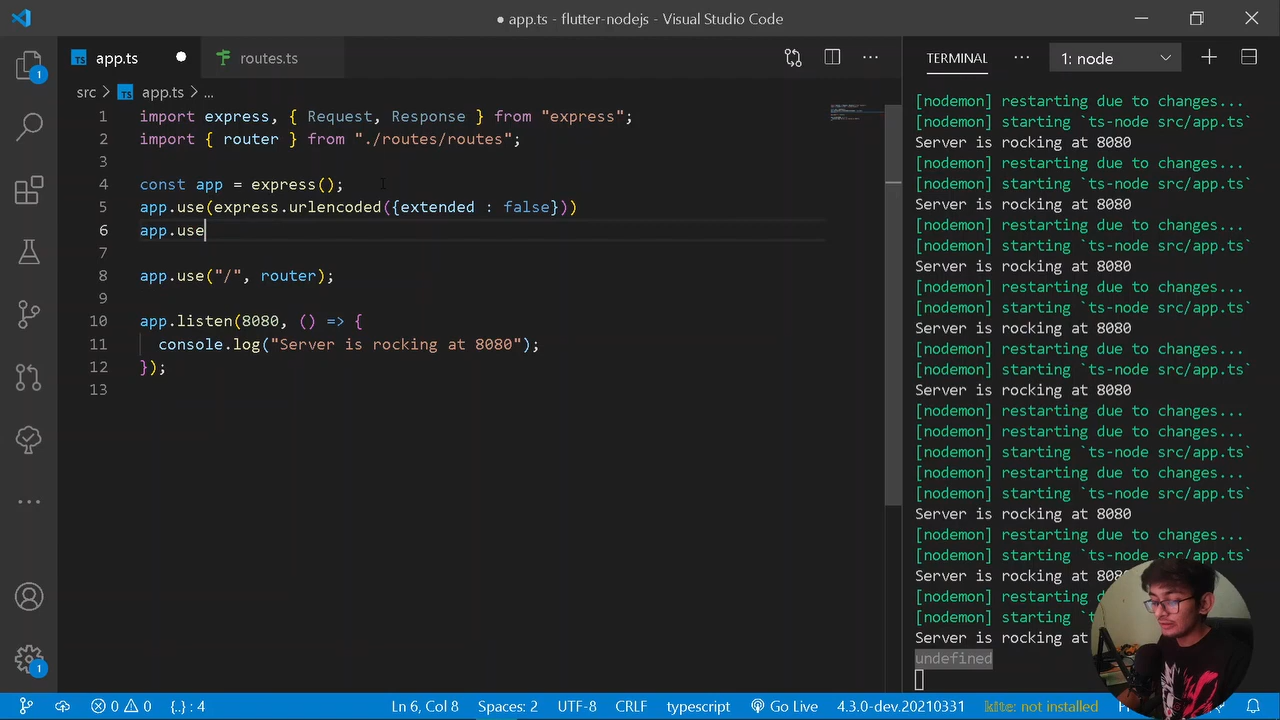 ● app.ts - flutter-nodejs - Visual Studio Code
TS app.ts ●
routes.ts
TERMINAL ... 1: node
src > TS app.ts > ...
1 import express, { Request, Response } from "express";
2 import { router } from "./routes/routes";
3
4 const app = express();
5 app.use(express.urlencoded({extended : false}))
6 app.use
7
8 app.use("/", router);
9
10 app.listen(8080, () => {
11 console.log("Server is rocking at 8080");
12 });
13
[nodemon] restarting due to changes...
[nodemon] starting `ts-node src/app.ts`
Server is rocking at 8080
[nodemon] restarting due to changes...
[nodemon] starting `ts-node src/app.ts`
Server is rocking at 8080
[nodemon] restarting due to changes...
[nodemon] starting `ts-node src/app.ts`
Server is rocking at 8080
[nodemon] restarting due to changes...
[nodemon] starting `ts-node src/app.ts`
Server is rocking at 8080
[nodemon] restarting due to changes...
[nodemon] starting `ts-node src/app.ts`
Server is rocking at 8080
[nodemon] restarting due to changes...
[nodemon] restarting due to changes...
[nodemon] starting `ts-node src/app.ts`
[nodemon] restarting due to changes...
[nodemon] starting `ts-node src/app.ts`
Server is rocking at 8080
[nodemon] restarting due to changes...
[nodemon] starting `ts-node src/app.ts`
Server is rocking at
[nodemon] restarting
[nodemon] starting
Server is rocking at
undefined
1
1
0 0 {..} : 4 Ln 6, Col 8 Spaces: 2 UTF-8 CRLF typescript Go Live 4.3.0-dev.20210331 kite: not installed